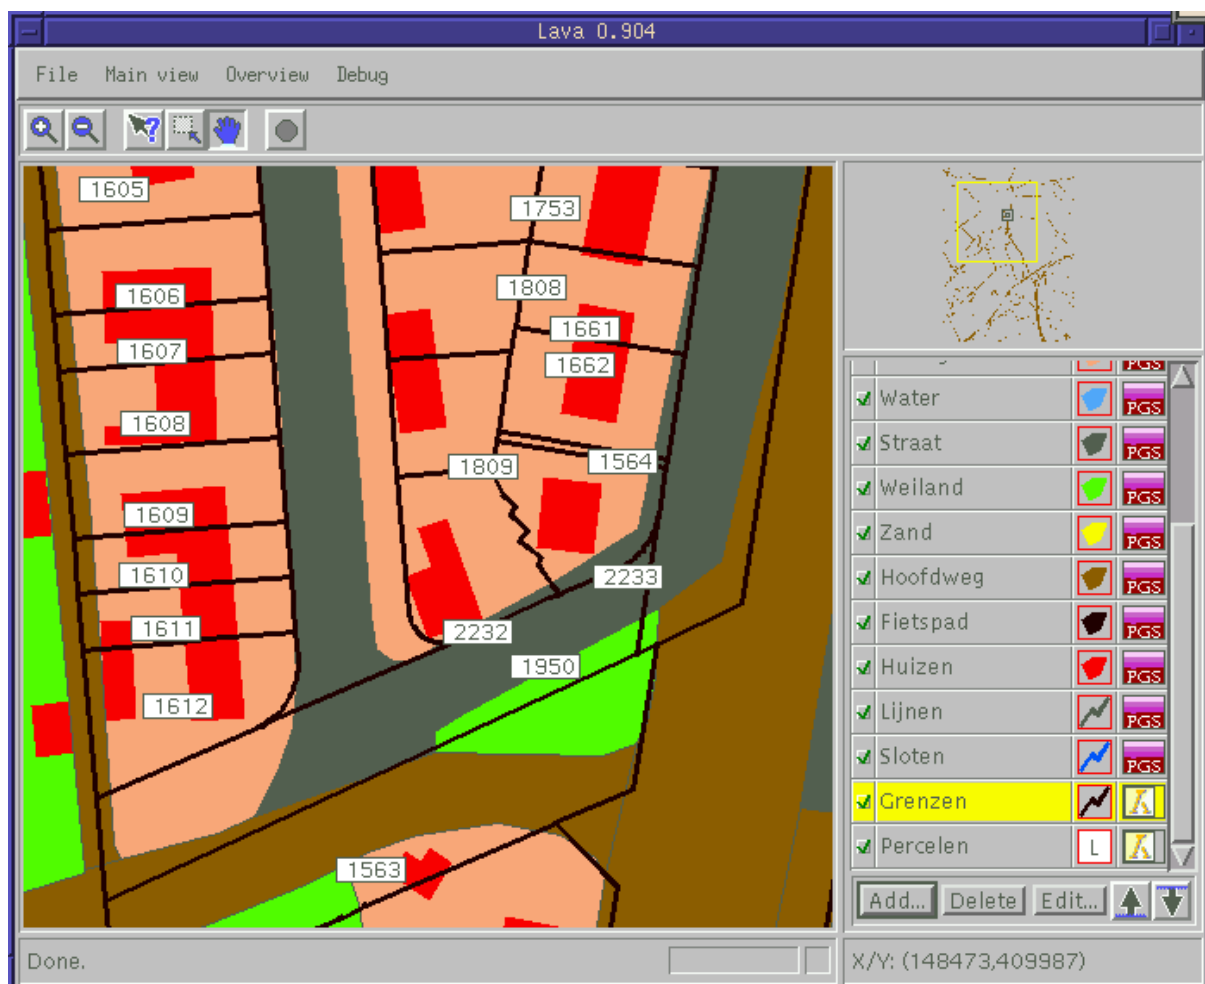 Lava 0.904
File Main view Overview Debug
1605
1753
1606
1808
1607
1661
1662
1608
1809
1564
1609
1610
2233
1611
2232
1950
1612
1563
PGS
Water PGS
Straat PGS
Weiland PGS
Zand PGS
Hoofdweg PGS
Fietspad PGS
Huizen PGS
Lijnen PGS
Sloten PGS
Grenzen
Percelen L
Add... Delete Edit...
Done.
X/Y: (148473,409987)